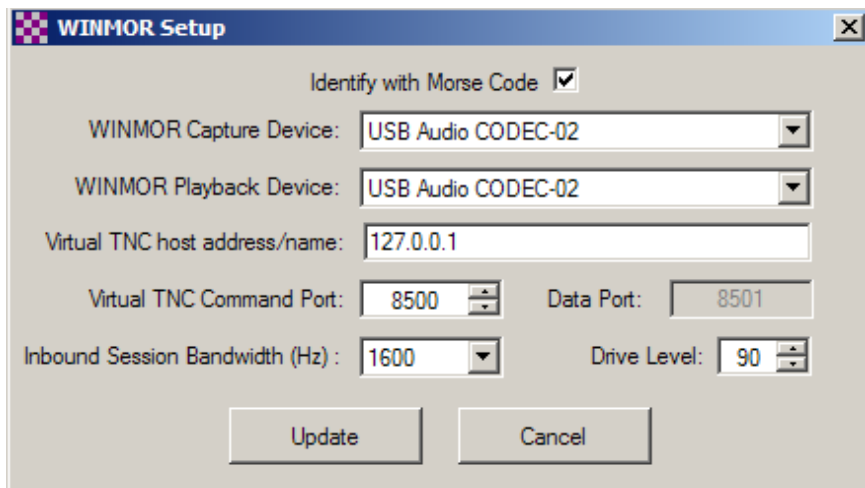 WINMOR Setup
Identify with Morse Code
WINMOR Capture Device: USB Audio CODEC-02
WINMOR Playback Device: USB Audio CODEC-02
Virtual TNC host address/name: 127.0.0.1
Virtual TNC Command Port: 8500 Data Port: 8501
Inbound Session Bandwidth (Hz) : 1600 Drive Level: 90
Update Cancel